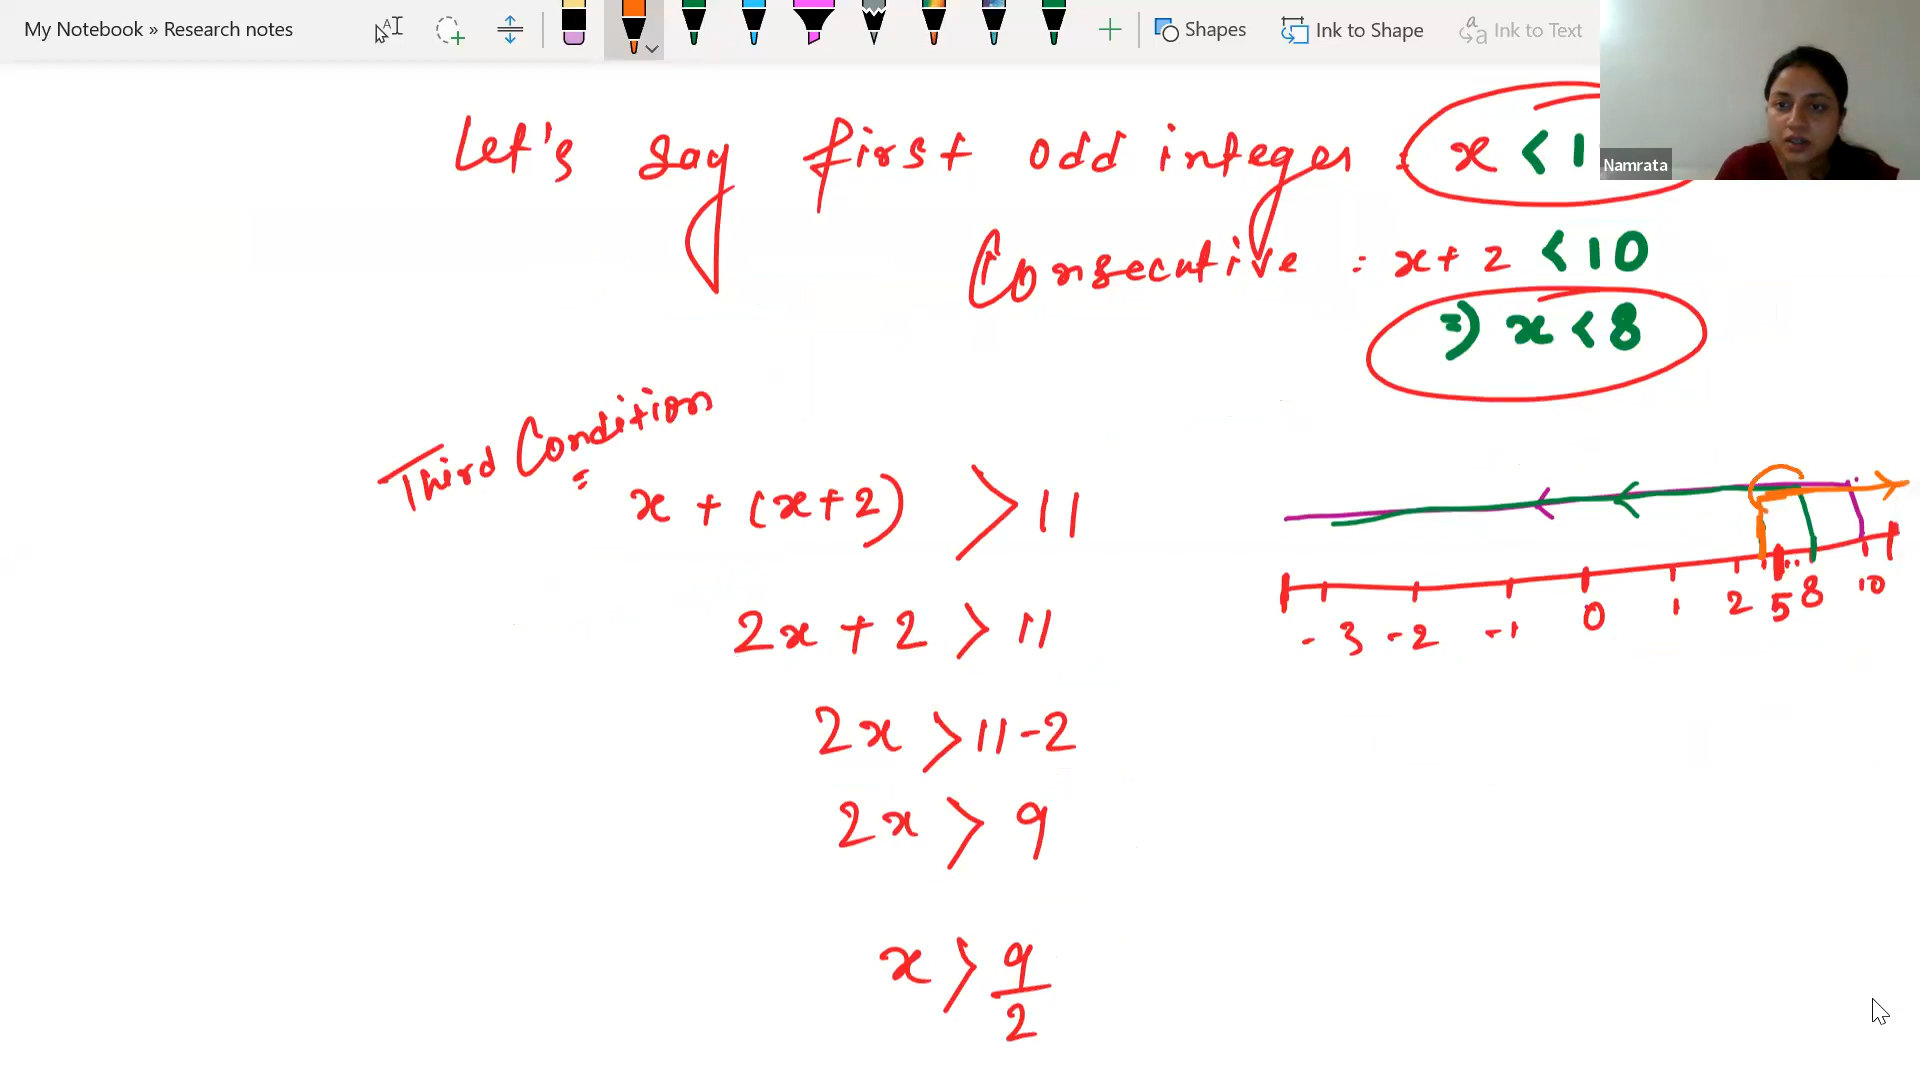 My Notebook » Research notes
Shapes
Ink to Shape
Ink to Text
Namrata
Let's say first odd integer : x < 1
Consecutive : x + 2 < 10
⇒ x < 8
Third Condition
x + (x+2) > 11
2x + 2 > 11
2x > 11-2
2x > 9
x > 9/2
-3 -2 -1 0 1 2 5 8 10